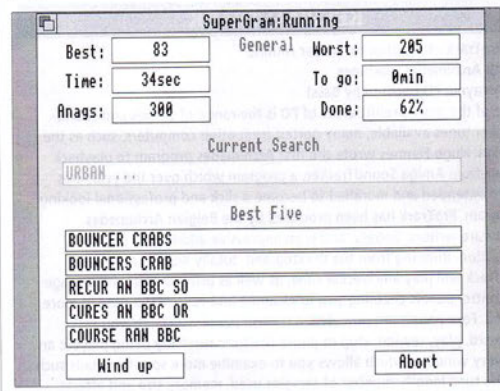 SuperGram:Running
General
Best: 83
Worst: 205
Time: 34sec
To go: 0min
Anags: 300
Done: 62%
Current Search
URBAN ...
Best Five
BOUNCER CRABS
BOUNCERS CRAB
RECUR AN BBC SO
CURES AN BBC OR
COURSE RAN BBC
Wind up
Abort